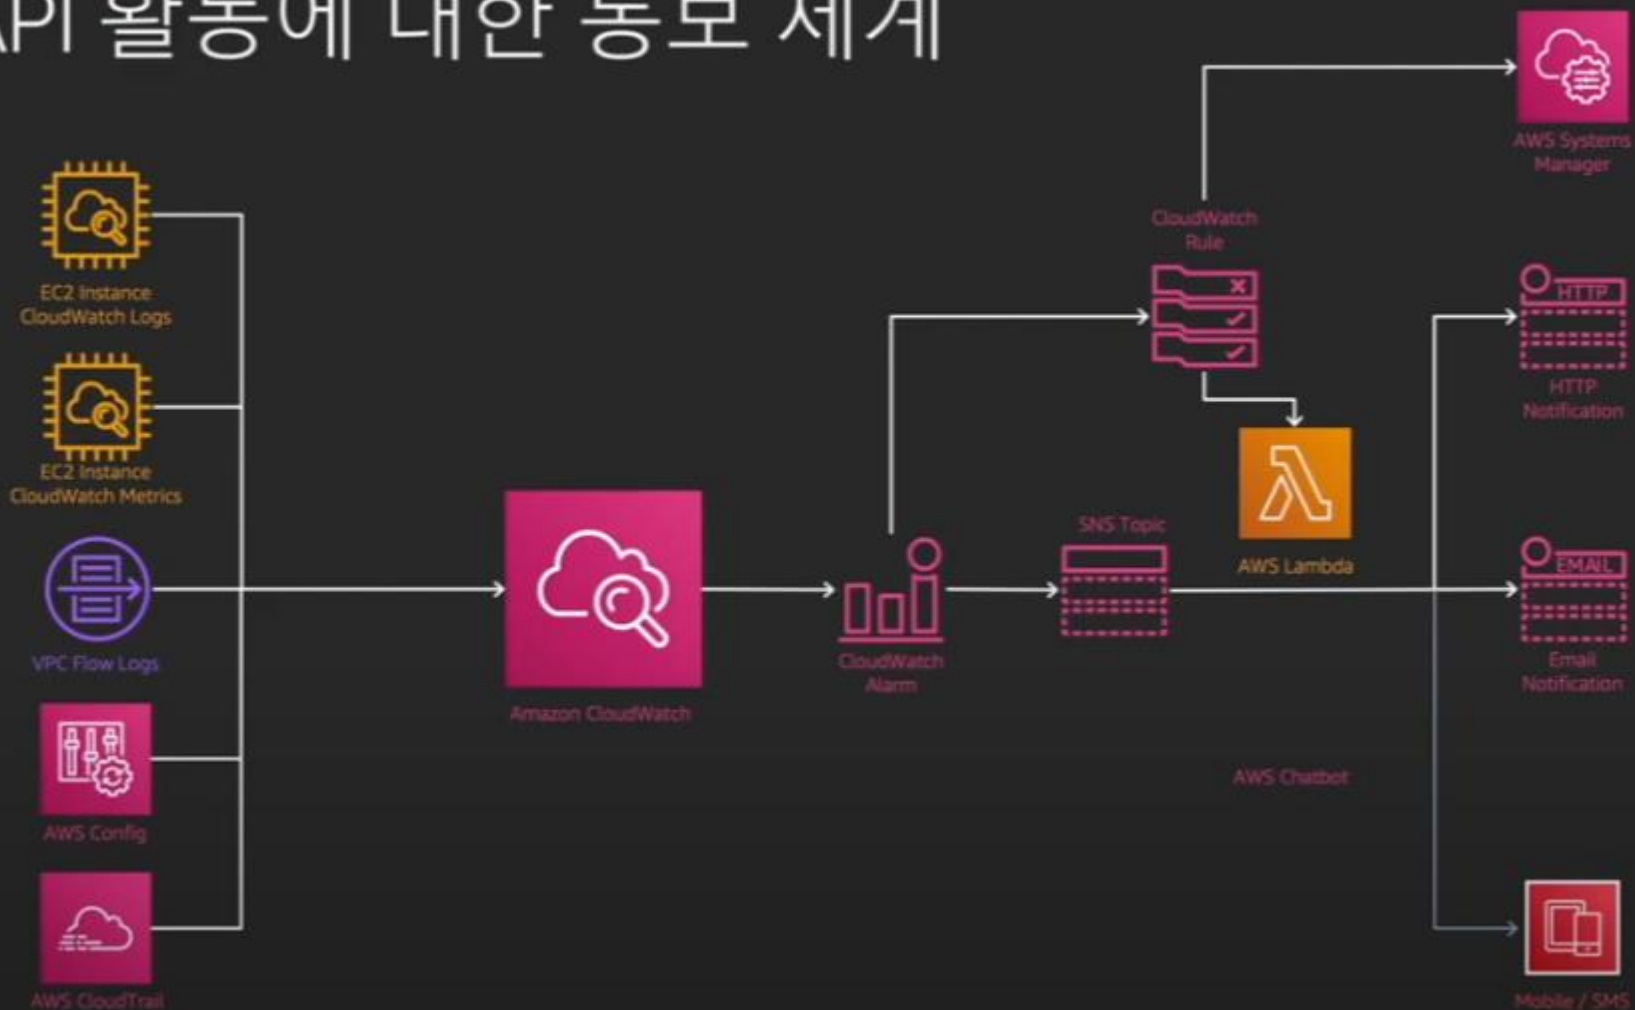 API 활동에 대한 통보 체계
AWS Systems
Manager
CloudWatch
Rule
EC2 Instance
CloudWatch Logs
HTTP
HTTP
Notification
EC2 Instance
CloudWatch Metrics
SNS Topic
AWS Lambda
EMAIL
VPC Flow Logs
CloudWatch
Alarm
Email
Notification
Amazon CloudWatch
AWS Chatbot
AWS Config
AWS CloudTrail
Mobile / SMS